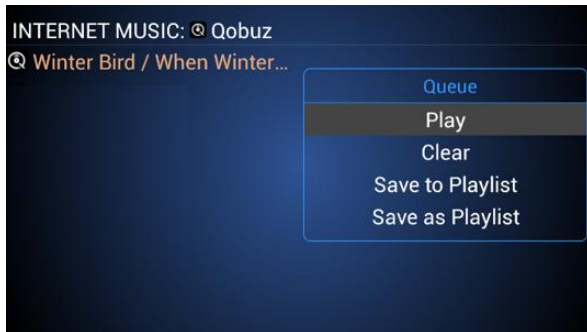 INTERNET MUSIC: Qobuz
Winter Bird / When Winter...
Queue
Play
Clear
Save to Playlist
Save as Playlist